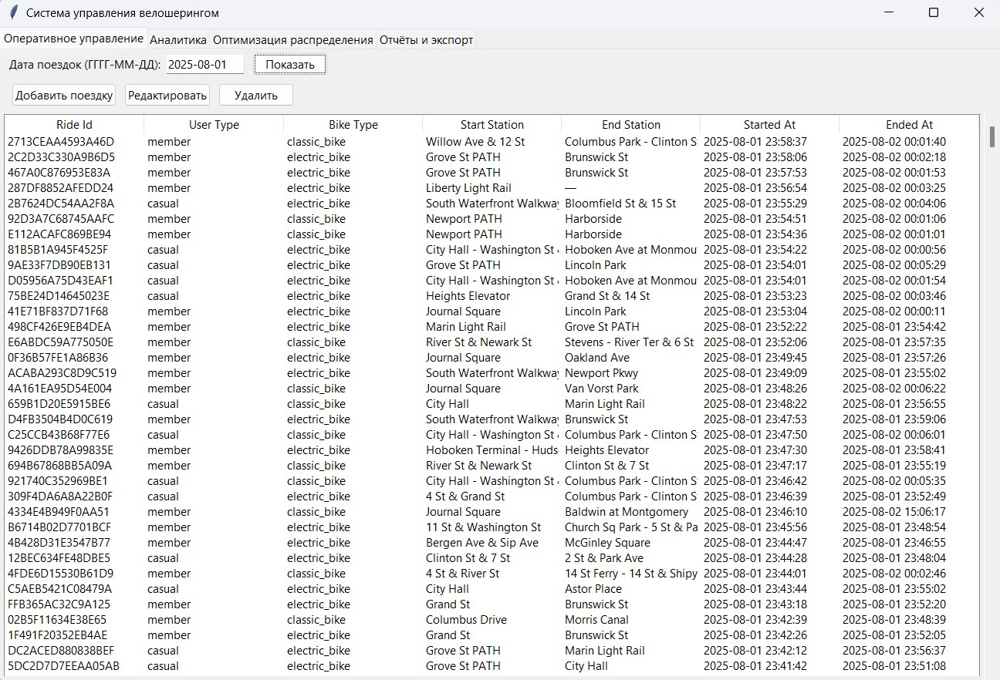 Система управления велошерингом
Оперативное управление Аналитика Оптимизация распределения Отчёты и экспорт
Дата поездок (ГГГГ-ММ-ДД): 2025-08-01 Показать
Добавить поездку Редактировать Удалить
Ride Id User Type Bike Type Start Station End Station Started At Ended At
2713CEAA4593A46D member classic_bike Willow Ave & 12 St Columbus Park - Clinton S 2025-08-01 23:58:37 2025-08-02 00:01:40
2C2D33C330A9B6D5 member electric_bike Grove St PATH Brunswick St 2025-08-01 23:58:06 2025-08-02 00:02:18
467A0C876953E83A member electric_bike Grove St PATH Brunswick St 2025-08-01 23:57:53 2025-08-02 00:01:53
287DF8852AFEDD24 member electric_bike Liberty Light Rail — 2025-08-01 23:56:54 2025-08-02 00:03:25
2B7624DC54AA2F8A casual electric_bike South Waterfront Walkway Bloomfield St & 15 St 2025-08-01 23:55:29 2025-08-02 00:04:06
92D3A7C68745AAFC member classic_bike Newport PATH Harborside 2025-08-01 23:54:51 2025-08-02 00:01:06
E112ACAFC869BE94 member classic_bike Newport PATH Harborside 2025-08-01 23:54:36 2025-08-02 00:01:01
81B5B1A945F4525F casual electric_bike City Hall - Washington St Hoboken Ave at Monmou 2025-08-01 23:54:22 2025-08-02 00:00:56
9AE33F7DB90EB131 casual electric_bike Grove St PATH Lincoln Park 2025-08-01 23:54:01 2025-08-02 00:05:29
D05956A75D43EAF1 casual electric_bike City Hall - Washington St Hoboken Ave at Monmou 2025-08-01 23:54:01 2025-08-02 00:01:54
75BE24D14645023E casual electric_bike Heights Elevator Grand St & 14 St 2025-08-01 23:53:23 2025-08-02 00:03:46
41E71BF837D71F68 member electric_bike Journal Square Lincoln Park 2025-08-01 23:53:04 2025-08-02 00:00:11
498CF426E9EB4DEA member electric_bike Marin Light Rail Grove St PATH 2025-08-01 23:52:22 2025-08-01 23:54:42
E6ABDC59A775050E member classic_bike River St & Newark St Stevens - River Ter & 6 St 2025-08-01 23:52:06 2025-08-01 23:57:35
0F36B57FE1A86B36 member electric_bike Journal Square Oakland Ave 2025-08-01 23:49:45 2025-08-01 23:57:26
ACABA293C8D9C519 member electric_bike South Waterfront Walkway Newport Pkwy 2025-08-01 23:49:09 2025-08-01 23:55:02
4A161EA95D54E004 member classic_bike Journal Square Van Vorst Park 2025-08-01 23:48:26 2025-08-02 00:06:22
659B1D20E5915BE6 casual classic_bike City Hall Marin Light Rail 2025-08-01 23:48:22 2025-08-01 23:56:55
D4FB3504B4D0C619 member electric_bike South Waterfront Walkway Brunswick St 2025-08-01 23:47:53 2025-08-01 23:59:06
C25CCB43B68F77E6 casual classic_bike City Hall - Washington St Columbus Park - Clinton S 2025-08-01 23:47:50 2025-08-02 00:06:01
9426DDB78A99835E member electric_bike Hoboken Terminal - Huds Heights Elevator 2025-08-01 23:47:30 2025-08-01 23:58:41
694B67868BB5A09A member classic_bike River St & Newark St Clinton St & 7 St 2025-08-01 23:47:17 2025-08-01 23:55:19
921740C352969BE1 casual classic_bike City Hall - Washington St Columbus Park - Clinton S 2025-08-01 23:46:42 2025-08-02 00:05:35
309F4DA6A8A22B0F casual electric_bike 4 St & Grand St Columbus Park - Clinton S 2025-08-01 23:46:39 2025-08-01 23:52:49
4334E4B949F0AA51 member classic_bike Journal Square Baldwin at Montgomery 2025-08-01 23:46:10 2025-08-02 15:06:17
B6714B02D7701BCF member electric_bike 11 St & Washington St Church Sq Park - 5 St & Pa 2025-08-01 23:45:56 2025-08-01 23:48:54
4B428D31E3547B77 member electric_bike Bergen Ave & Sip Ave McGinley Square 2025-08-01 23:44:47 2025-08-01 23:46:55
12BEC634FE48DBE5 casual electric_bike Clinton St & 7 St 2 St & Park Ave 2025-08-01 23:44:28 2025-08-01 23:48:04
4FDE6D15530B61D9 member classic_bike 4 St & River St 14 St Ferry - 14 St & Shipy 2025-08-01 23:44:01 2025-08-02 00:02:46
C5AEB5421C08479A casual electric_bike City Hall Astor Place 2025-08-01 23:43:44 2025-08-01 23:55:02
FFB365AC32C9A125 member electric_bike Grand St Brunswick St 2025-08-01 23:43:18 2025-08-01 23:52:20
02B5F11634E38E65 member classic_bike Columbus Drive Morris Canal 2025-08-01 23:42:39 2025-08-01 23:48:39
1F491F20352EB4AE member electric_bike Grand St Brunswick St 2025-08-01 23:42:26 2025-08-01 23:52:05
DC2ACED880838BEF casual electric_bike Grove St PATH Marin Light Rail 2025-08-01 23:42:12 2025-08-01 23:56:37
5DC2D7D7EEAA05AB casual electric_bike Grove St PATH City Hall 2025-08-01 23:41:42 2025-08-01 23:51:08